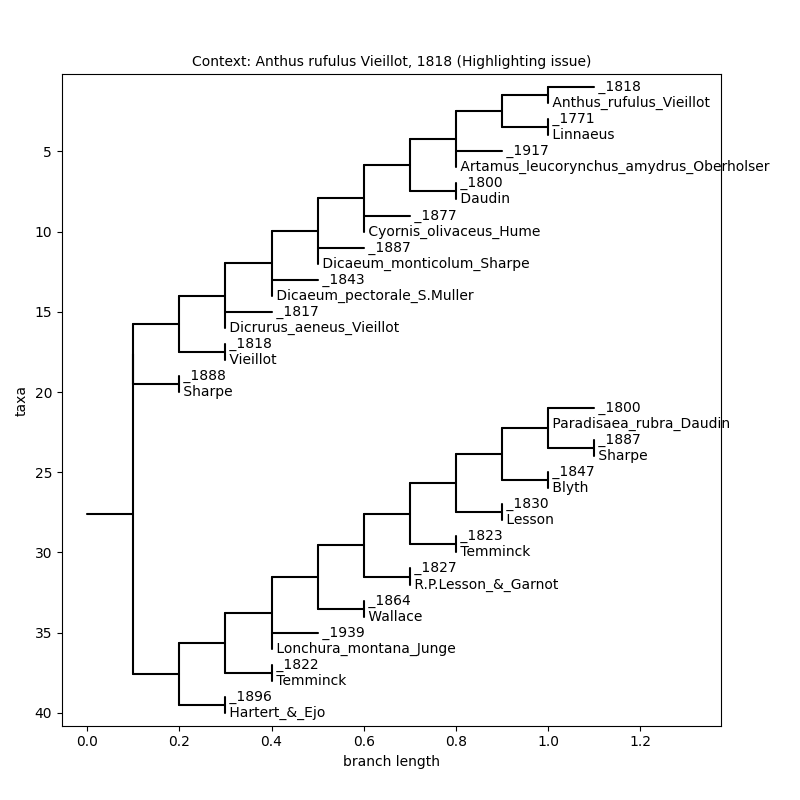 Context: Anthus rufulus Vieillot, 1818 (Highlighting issue)
_1818
Anthus_rufulus_Vieillot
_1771
Linnaeus
_1917
Artamus_leucorynchus_amydrus_Oberholser
_1800
Daudin
_1877
Cyornis_olivaceus_Hume
_1887
Dicaeum_monticolum_Sharpe
_1843
Dicaeum_pectorale_S.Muller
_1817
Dicrurus_aeneus_Vieillot
_1818
Vieillot
_1888
Sharpe
_1800
Paradisaea_rubra_Daudin
_1887
Sharpe
_1847
Blyth
_1830
Lesson
_1823
Temminck
_1827
R.P.Lesson_&_Garnot
_1864
Wallace
_1939
Lonchura_montana_Junge
_1822
Temminck
_1896
Hartert_&_Ejo
5
10
15
20
25
30
35
40
taxa
0.0 0.2 0.4 0.6 0.8 1.0 1.2
branch length